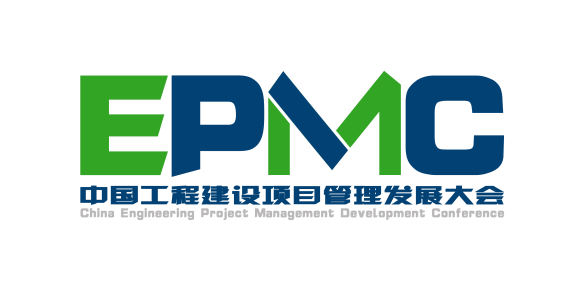 EPMC
中国工程建设项目管理发展大会
China Engineering Project Management Development Conference